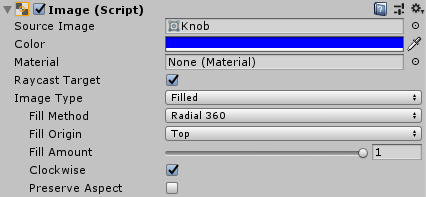 Image (Script)
Source Image Knob
Color
Material None (Material)
Raycast Target
Image Type Filled
Fill Method Radial 360
Fill Origin Top
Fill Amount 1
Clockwise
Preserve Aspect